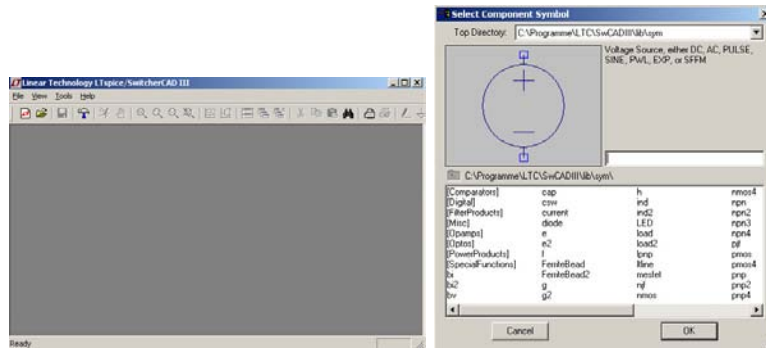 Linear Technology LTspice/SwitcherCAD III
File View Tools Help
Ready
Select Component Symbol
Top Directory: C:\Programme\LTC\SwCADIII\lib\sym
Voltage Source, either DC, AC, PULSE,
SINE, PWL, EXP, or SFFM
C:\Programme\LTC\SwCADIII\lib\sym\
[Comparators] cap h nmos4
[Digital] csw ind npn
[FilterProducts] current ind2 npn2
[Misc] diode LED npn3
[Opamps] e load npn4
[Optos] e2 load2 pjf
[PowerProducts] f lpnp pmos
[SpecialFunctions] FerriteBead ltline pmos4
bi FerriteBead2 mesfet pnp
bi2 g njf pnp2
bv g2 nmos pnp4
Cancel OK